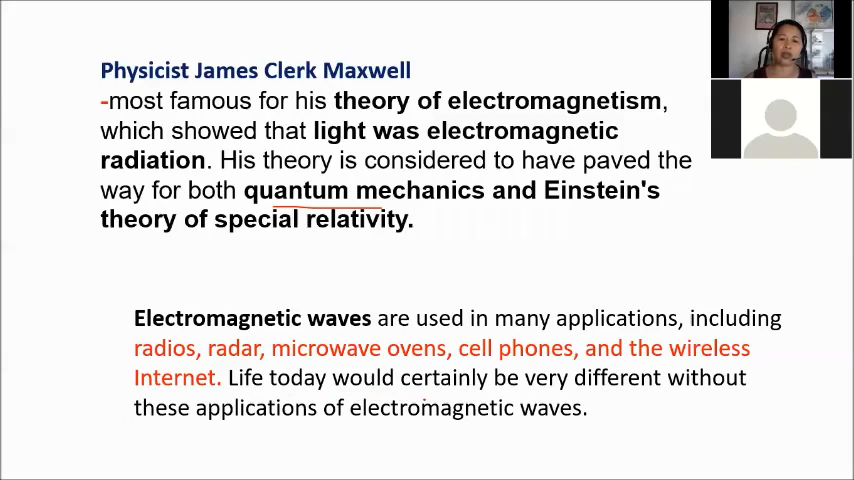 Physicist James Clerk Maxwell
-most famous for his theory of electromagnetism,
which showed that light was electromagnetic
radiation. His theory is considered to have paved the
way for both quantum mechanics and Einstein's
theory of special relativity.
Electromagnetic waves are used in many applications, including
radios, radar, microwave ovens, cell phones, and the wireless
Internet. Life today would certainly be very different without
these applications of electromagnetic waves.